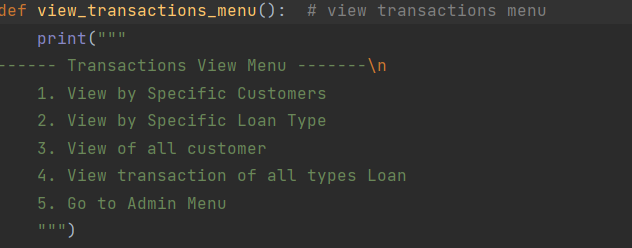 def view_transactions_menu():  # view transactions menu
    print("""
------ Transactions View Menu -------\n
    1. View by Specific Customers
    2. View by Specific Loan Type
    3. View of all customer
    4. View transaction of all types Loan
    5. Go to Admin Menu
    """)